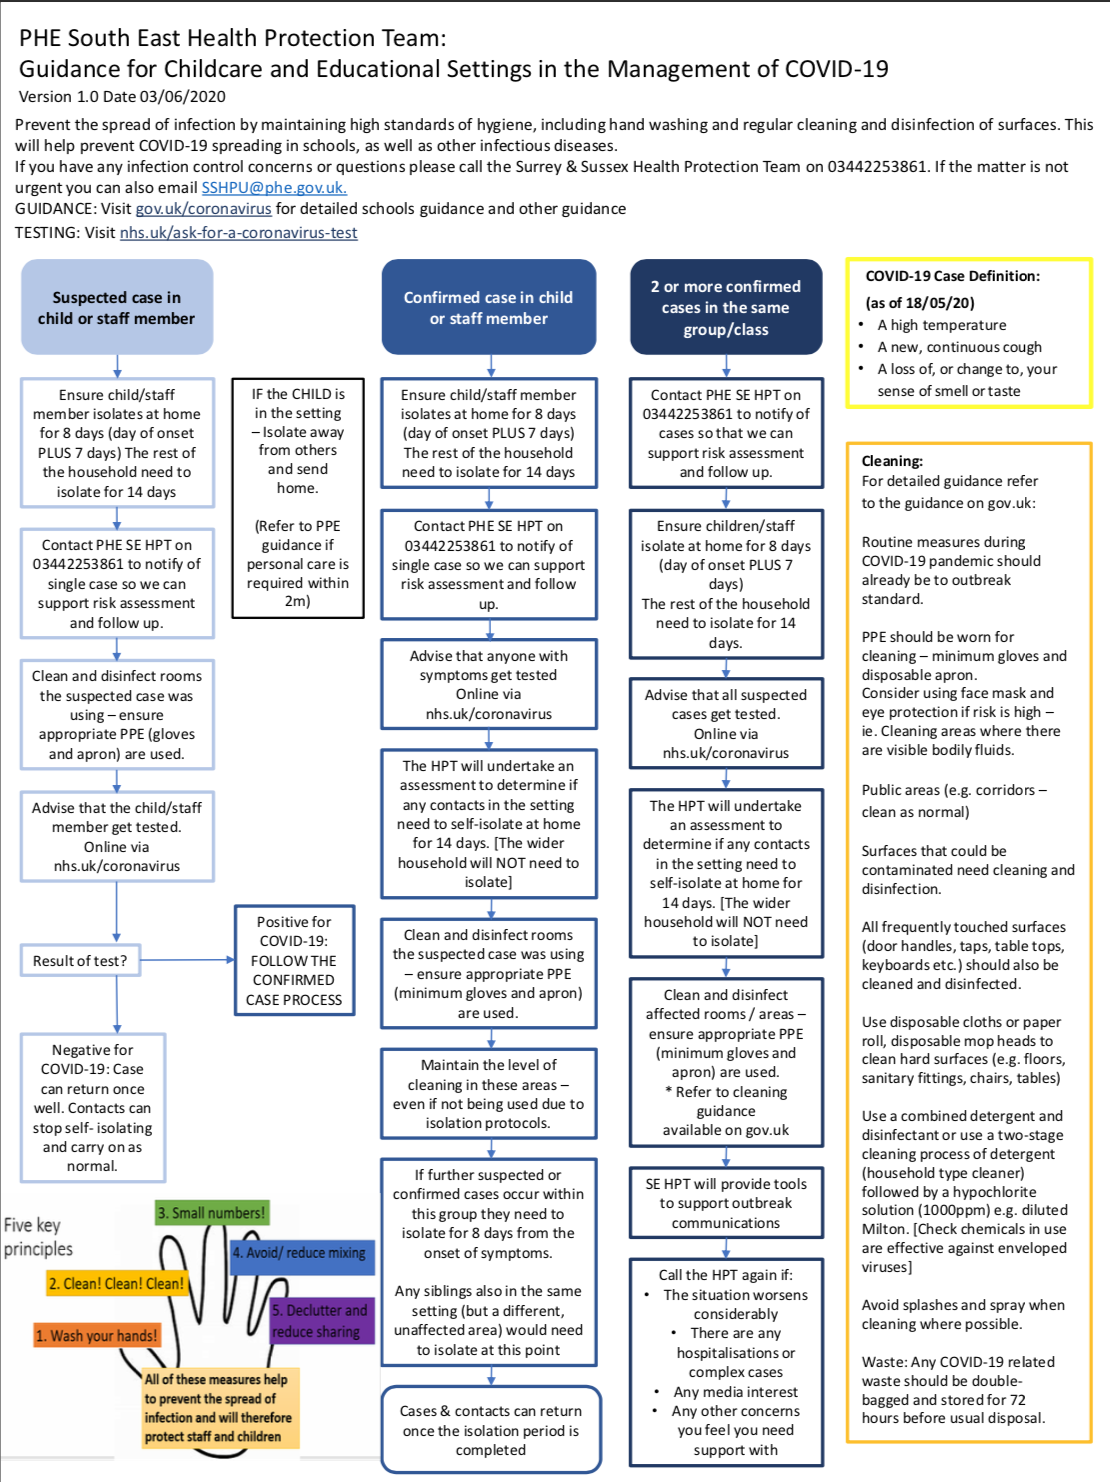 PHE South East Health Protection Team:
Guidance for Childcare and Educational Settings in the Management of COVID-19
Version 1.0 Date 03/06/2020
Prevent the spread of infection by maintaining high standards of hygiene, including hand washing and regular cleaning and disinfection of surfaces. This
will help prevent COVID-19 spreading in schools, as well as other infectious diseases.
If you have any infection control concerns or questions please call the Surrey & Sussex Health Protection Team on 03442253861. If the matter is not
urgent you can also email SSHPU@phe.gov.uk.
GUIDANCE: Visit gov.uk/coronavirus for detailed schools guidance and other guidance
TESTING: Visit nhs.uk/ask-for-a-coronavirus-test
Suspected case in
child or staff member
Ensure child/staff
member isolates at home
for 8 days (day of onset
PLUS 7 days) The rest of
the household need to
isolate for 14 days
Contact PHE SE HPT on
03442253861 to notify of
single case so we can
support risk assessment
and follow up.
Clean and disinfect rooms
the suspected case was
using – ensure
appropriate PPE (gloves
and apron) are used.
Advise that the child/staff
member get tested.
Online via
nhs.uk/coronavirus
Result of test?
Negative for
COVID-19: Case
can return once
well. Contacts can
stop self- isolating
and carry on as
normal.
IF the CHILD is
in the setting
– Isolate away
from others
and send
home.
(Refer to PPE
guidance if
personal care is
required within
2m)
Positive for
COVID-19:
FOLLOW THE
CONFIRMED
CASE PROCESS
Confirmed case in child
or staff member
Ensure child/staff member
isolates at home for 8 days
(day of onset PLUS 7 days)
The rest of the household
need to isolate for 14 days
Contact PHE SE HPT on
03442253861 to notify of
single case so we can support
risk assessment and follow
up.
Advise that anyone with
symptoms get tested
Online via
nhs.uk/coronavirus
The HPT will undertake an
assessment to determine if
any contacts in the setting
need to self-isolate at home
for 14 days. [The wider
household will NOT need to
isolate]
Clean and disinfect rooms
the suspected case was using
– ensure appropriate PPE
(minimum gloves and apron)
are used.
Maintain the level of
cleaning in these areas –
even if not being used due to
isolation protocols.
If further suspected or
confirmed cases occur within
this group they need to
isolate for 8 days from the
onset of symptoms.
Any siblings also in the same
setting (but a different,
unaffected area) would need
to isolate at this point
Cases & contacts can return
once the isolation period is
completed
2 or more confirmed
cases in the same
group/class
Contact PHE SE HPT on
03442253861 to notify of
cases so that we can
support risk assessment
and follow up.
Ensure children/staff
isolate at home for 8 days
(day of onset PLUS 7
days)
The rest of the household
need to isolate for 14
days.
Advise that all suspected
cases get tested.
Online via
nhs.uk/coronavirus
The HPT will undertake
an assessment to
determine if any contacts
in the setting need to
self-isolate at home for
14 days. [The wider
household will NOT need
to isolate]
Clean and disinfect
affected rooms / areas –
ensure appropriate PPE
(minimum gloves and
apron) are used.
* Refer to cleaning
guidance
available on gov.uk
SE HPT will provide tools
to support outbreak
communications
Call the HPT again if:
• The situation worsens
considerably
• There are any
hospitalisations or
complex cases
• Any media interest
• Any other concerns
you feel you need
support with
COVID-19 Case Definition:
(as of 18/05/20)
• A high temperature
• A new, continuous cough
• A loss of, or change to, your
sense of smell or taste
Cleaning:
For detailed guidance refer
to the guidance on gov.uk:
Routine measures during
COVID-19 pandemic should
already be to outbreak
standard.
PPE should be worn for
cleaning – minimum gloves and
disposable apron.
Consider using face mask and
eye protection if risk is high –
ie. Cleaning areas where there
are visible bodily fluids.
Public areas (e.g. corridors –
clean as normal)
Surfaces that could be
contaminated need cleaning and
disinfection.
All frequently touched surfaces
(door handles, taps, table tops,
keyboards etc.) should also be
cleaned and disinfected.
Use disposable cloths or paper
roll, disposable mop heads to
clean hard surfaces (e.g. floors,
sanitary fittings, chairs, tables)
Use a combined detergent and
disinfectant or use a two-stage
cleaning process of detergent
(household type cleaner)
followed by a hypochlorite
solution (1000ppm) e.g. diluted
Milton. [Check chemicals in use
are effective against enveloped
viruses]
Avoid splashes and spray when
cleaning where possible.
Waste: Any COVID-19 related
waste should be double-
bagged and stored for 72
hours before usual disposal.
Five key
principles
1. Wash your hands!
2. Clean! Clean! Clean!
3. Small numbers!
4. Avoid/ reduce mixing
5. Declutter and
reduce sharing
All of these measures help
to prevent the spread of
infection and will therefore
protect staff and children